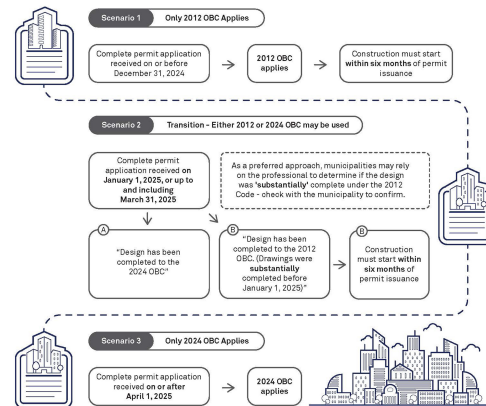 Scenario 1 Only 2012 OBC Applies
Complete permit application
received on or before
December 31, 2024
2012 OBC
applies
Construction must start
within six months of permit
issuance
Scenario 2 Transition - Either 2012 or 2024 OBC may be used
Complete permit
application received on
January 1, 2025, or up to
and including
March 31, 2025
As a preferred approach, municipalities may rely
on the professional to determine if the design
was 'substantially' complete under the 2012
Code - check with the municipality to confirm.
A
"Design has been
completed to the
2024 OBC"
B
"Design has been
completed to the 2012
OBC. (Drawings were
substantially
completed before
January 1, 2025)"
B
Construction
must start within
six months of
permit issuance
Scenario 3 Only 2024 OBC Applies
Complete permit application
received on or after
April 1, 2025
2024 OBC
applies